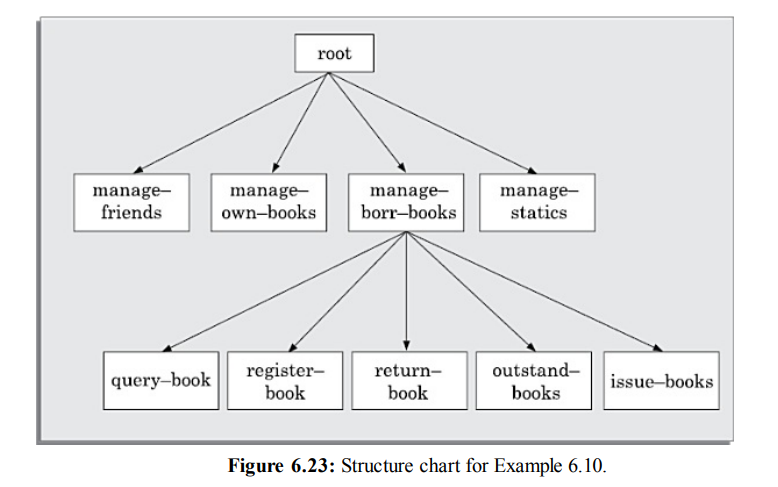 root
manage–
friends
manage–
own–books
manage–
borr–books
manage–
statics
query–book
register–
book
return–
book
outstand–
books
issue–books
Figure 6.23: Structure chart for Example 6.10.